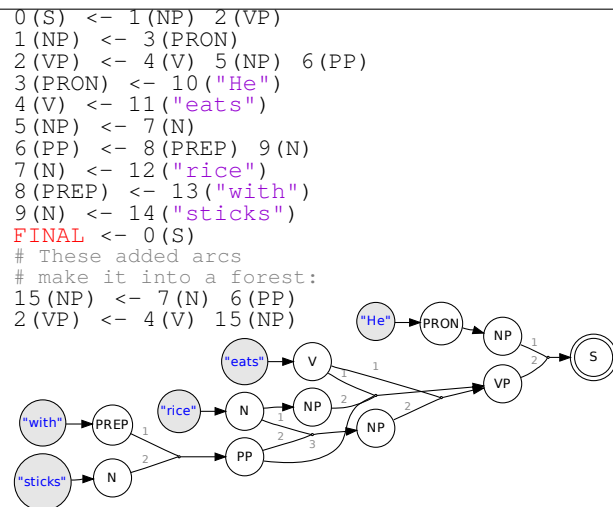 0(S) <- 1(NP) 2(VP)
1(NP) <- 3(PRON)
2(VP) <- 4(V) 5(NP) 6(PP)
3(PRON) <- 10("He")
4(V) <- 11("eats")
5(NP) <- 7(N)
6(PP) <- 8(PREP) 9(N)
7(N) <- 12("rice")
8(PREP) <- 13("with")
9(N) <- 14("sticks")
FINAL <- 0(S)
# These added arcs
# make it into a forest:
15(NP) <- 7(N) 6(PP)
2(VP) <- 4(V) 15(NP)
"He" PRON NP 1 S
2
"eats" V 1 1 VP
"rice" N NP 2 2
1 NP
"with" PREP 1 2 3
PP
2
"sticks" N